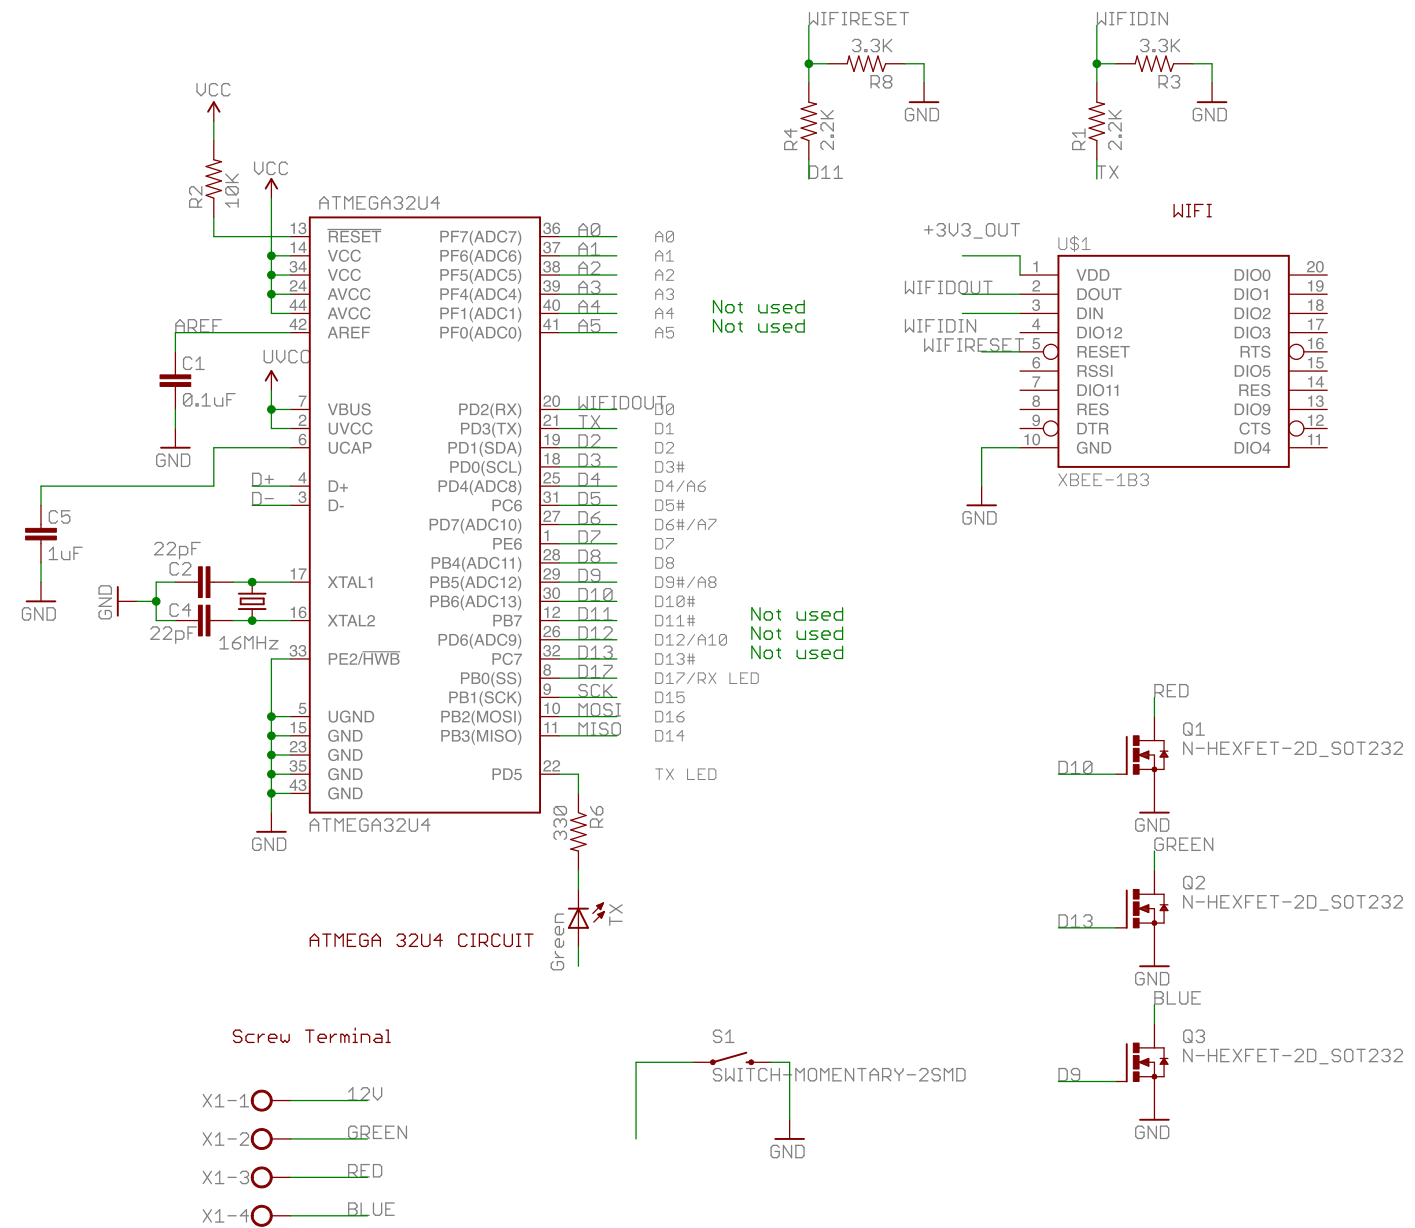 WIFIRESET
3.3K
R8
GND
R4
2.2K
D11
WIFIDIN
3.3K
R3
GND
R1
2.2K
TX
VCC
R2
10K
VCC
ATMEGA32U4
13 RESET
14 VCC
34 VCC
24 AVCC
44 AVCC
42 AREF
AREF
C1
0.1uF
GND
UVCC
7 VBUS
2 UVCC
6 UCAP
D+ 4 D+
D- 3 D-
C5
1uF
GND
22pF
C2
GND
C4
22pF
16MHz
17 XTAL1
16 XTAL2
33 PE2/HWB
5 UGND
15 GND
23 GND
35 GND
43 GND
GND
ATMEGA32U4
PF7(ADC7) 36 A0 A0
PF6(ADC6) 37 A1 A1
PF5(ADC5) 38 A2 A2
PF4(ADC4) 39 A3 A3
PF1(ADC1) 40 A4 A4 Not used
PF0(ADC0) 41 A5 A5 Not used
PD2(RX) 20 WIFIDOUT D0
PD3(TX) 21 TX D1
PD1(SDA) 19 D2 D2
PD0(SCL) 18 D3 D3#
PD4(ADC8) 25 D4 D4/A6
PC6 31 D5 D5#
PD7(ADC10) 27 D6 D6#/A7
PE6 1 D7 D7
PB4(ADC11) 28 D8 D8
PB5(ADC12) 29 D9 D9#/A8
PB6(ADC13) 30 D10 D10#
PB7 12 D11 D11# Not used
PD6(ADC9) 26 D12 D12/A10 Not used
PC7 32 D13 D13# Not used
PB0(SS) 8 D17 D17/RX LED
PB1(SCK) 9 SCK D15
PB2(MOSI) 10 MOSI D16
PB3(MISO) 11 MISO D14
PD5 22 TX LED
330
R6
Green
TX
ATMEGA 32U4 CIRCUIT
WIFI
+3V3_OUT
U$1
1 VDD
WIFIDOUT 2 DOUT
WIFIDIN 3 DIN
4 DIO12
WIFIRESET 5 RESET
6 RSSI
7 DIO11
8 RES
9 DTR
10 GND
DIO0 20
DIO1 19
DIO2 18
DIO3 17
RTS 16
DIO5 15
RES 14
DIO9 13
CTS 12
DIO4 11
XBEE-1B3
GND
RED
Q1
N-HEXFET-2D_SOT232
D10
GND
GREEN
Q2
N-HEXFET-2D_SOT232
D13
GND
BLUE
Q3
N-HEXFET-2D_SOT232
D9
GND
Screw Terminal
X1-1 12V
X1-2 GREEN
X1-3 RED
X1-4 BLUE
S1
SWITCH-MOMENTARY-2SMD
GND